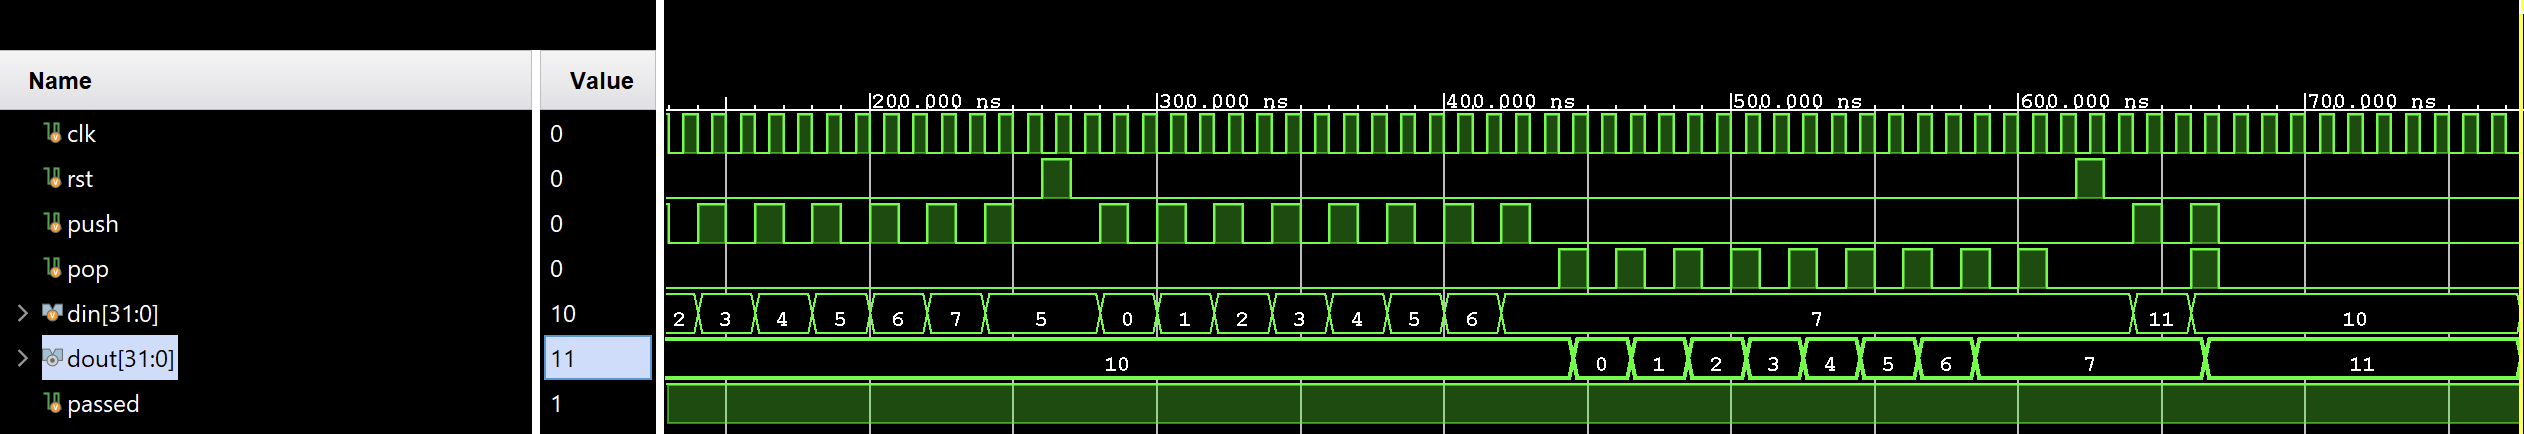 Name Value
200.000 ns 300.000 ns 400.000 ns 500.000 ns 600.000 ns 700.000 ns
clk 0
rst 0
push 0
pop 0
din[31:0] 10 2 3 4 5 6 7 5 0 1 2 3 4 5 6 7 11 10
dout[31:0] 11 10 0 1 2 3 4 5 6 7 11
passed 1